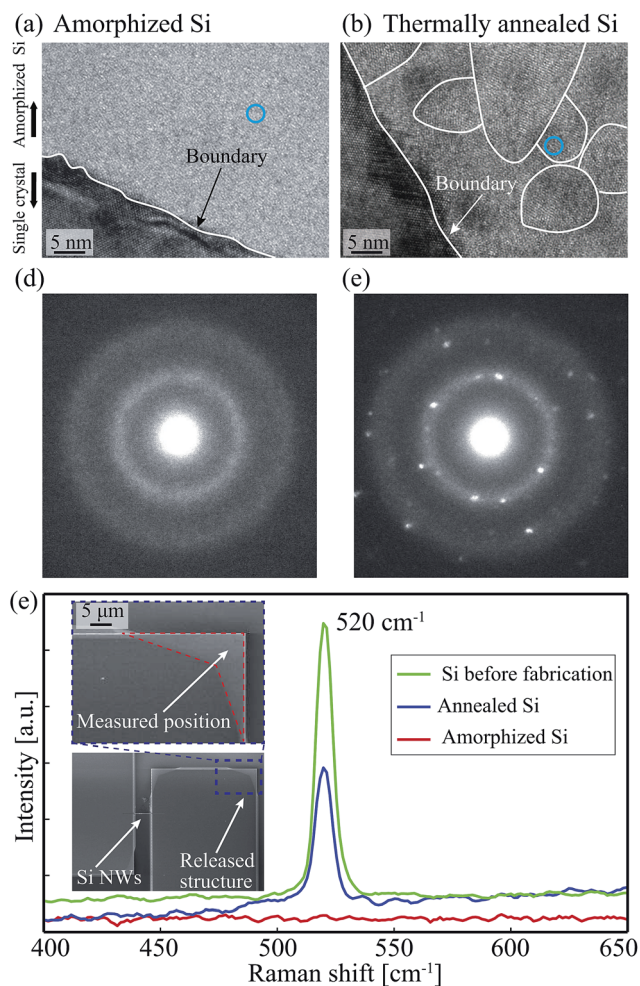 (a) Amorphized Si
(b) Thermally annealed Si
Amorphized Si
Single crystal
Boundary
5 nm
Boundary
5 nm
(d)
(e)
(e)
5 μm
Measured position
Si NWs
Released
structure
520 cm⁻¹
Si before fabrication
Annealed Si
Amorphized Si
Intensity [a.u.]
400 450 500 550 600 650
Raman shift [cm⁻¹]